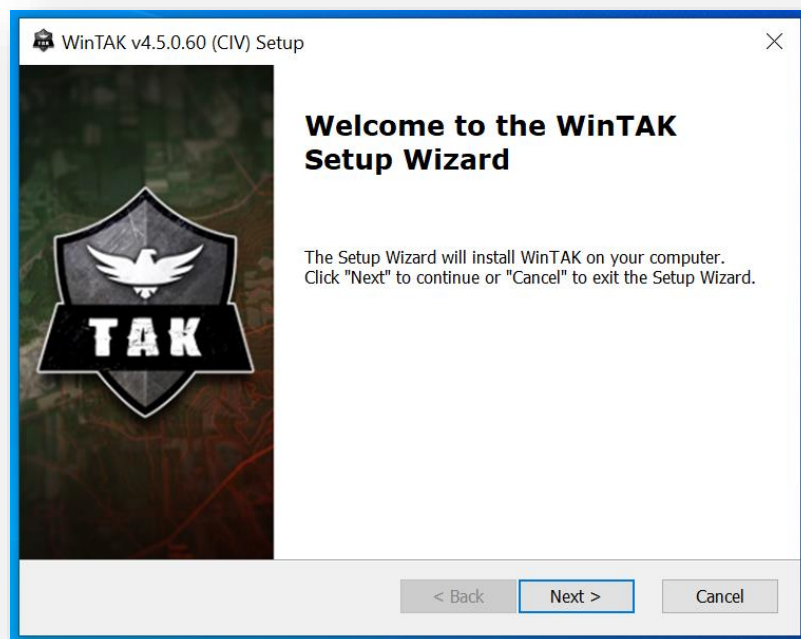 WinTAK v4.5.0.60 (CIV) Setup
Welcome to the WinTAK
Setup Wizard
The Setup Wizard will install WinTAK on your computer.
Click "Next" to continue or "Cancel" to exit the Setup Wizard.
TAK
< Back Next > Cancel